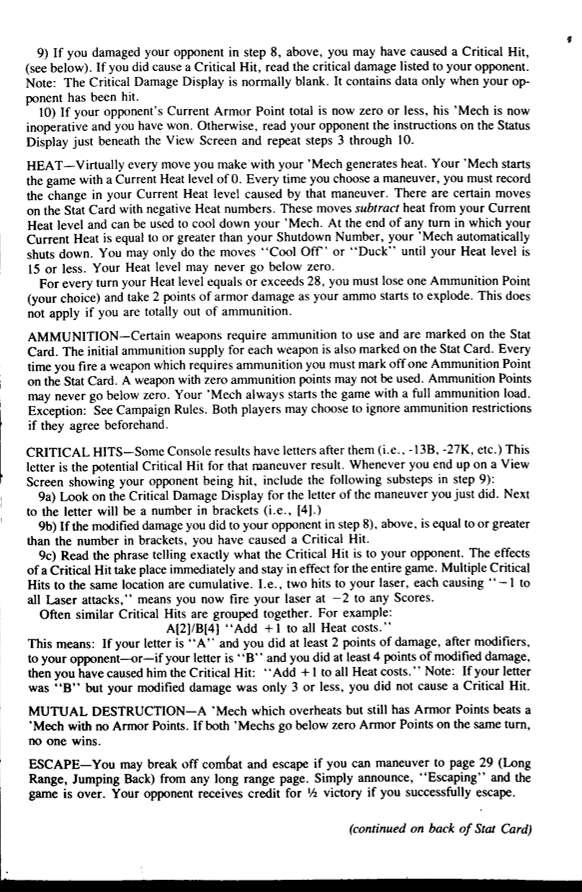 9) If you damaged your opponent in step 8, above, you may have caused a Critical Hit,
(see below). If you did cause a Critical Hit, read the critical damage listed to your opponent.
Note: The Critical Damage Display is normally blank. It contains data only when your op-
ponent has been hit.
10) If your opponent's Current Armor Point total is now zero or less, his 'Mech is now
inoperative and you have won. Otherwise, read your opponent the instructions on the Status
Display just beneath the View Screen and repeat steps 3 through 10.
HEAT—Virtually every move you make with your 'Mech generates heat. Your 'Mech starts
the game with a Current Heat level of 0. Every time you choose a maneuver, you must record
the change in your Current Heat level caused by that maneuver. There are certain moves
on the Stat Card with negative Heat numbers. These moves subtract heat from your Current
Heat level and can be used to cool down your 'Mech. At the end of any turn in which your
Current Heat is equal to or greater than your Shutdown Number, your 'Mech automatically
shuts down. You may only do the moves "Cool Off" or "Duck" until your Heat level is
15 or less. Your Heat level may never go below zero.
For every turn your Heat level equals or exceeds 28, you must lose one Ammunition Point
(your choice) and take 2 points of armor damage as your ammo starts to explode. This does
not apply if you are totally out of ammunition.
AMMUNITION—Certain weapons require ammunition to use and are marked on the Stat
Card. The initial ammunition supply for each weapon is also marked on the Stat Card. Every
time you fire a weapon which requires ammunition you must mark off one Ammunition Point
on the Stat Card. A weapon with zero ammunition points may not be used. Ammunition Points
may never go below zero. Your 'Mech always starts the game with a full ammunition load.
Exception: See Campaign Rules. Both players may choose to ignore ammunition restrictions
if they agree beforehand.
CRITICAL HITS—Some Console results have letters after them (i.e., -13B, -27K, etc.) This
letter is the potential Critical Hit for that maneuver result. Whenever you end up on a View
Screen showing your opponent being hit, include the following substeps in step 9):
9a) Look on the Critical Damage Display for the letter of the maneuver you just did. Next
to the letter will be a number in brackets (i.e., [4].)
9b) If the modified damage you did to your opponent in step 8), above, is equal to or greater
than the number in brackets, you have caused a Critical Hit.
9c) Read the phrase telling exactly what the Critical Hit is to your opponent. The effects
of a Critical Hit take place immediately and stay in effect for the entire game. Multiple Critical
Hits to the same location are cumulative. I.e., two hits to your laser, each causing "−1 to
all Laser attacks," means you now fire your laser at −2 to any Scores.
Often similar Critical Hits are grouped together. For example:
A[2]/B[4] "Add +1 to all Heat costs."
This means: If your letter is "A" and you did at least 2 points of damage, after modifiers,
to your opponent—or—if your letter is "B" and you did at least 4 points of modified damage,
then you have caused him the Critical Hit: "Add +1 to all Heat costs." Note: If your letter
was "B" but your modified damage was only 3 or less, you did not cause a Critical Hit.
MUTUAL DESTRUCTION—A 'Mech which overheats but still has Armor Points beats a
'Mech with no Armor Points. If both 'Mechs go below zero Armor Points on the same turn,
no one wins.
ESCAPE—You may break off combat and escape if you can maneuver to page 29 (Long
Range, Jumping Back) from any long range page. Simply announce, "Escaping" and the
game is over. Your opponent receives credit for ½ victory if you successfully escape.
(continued on back of Stat Card)